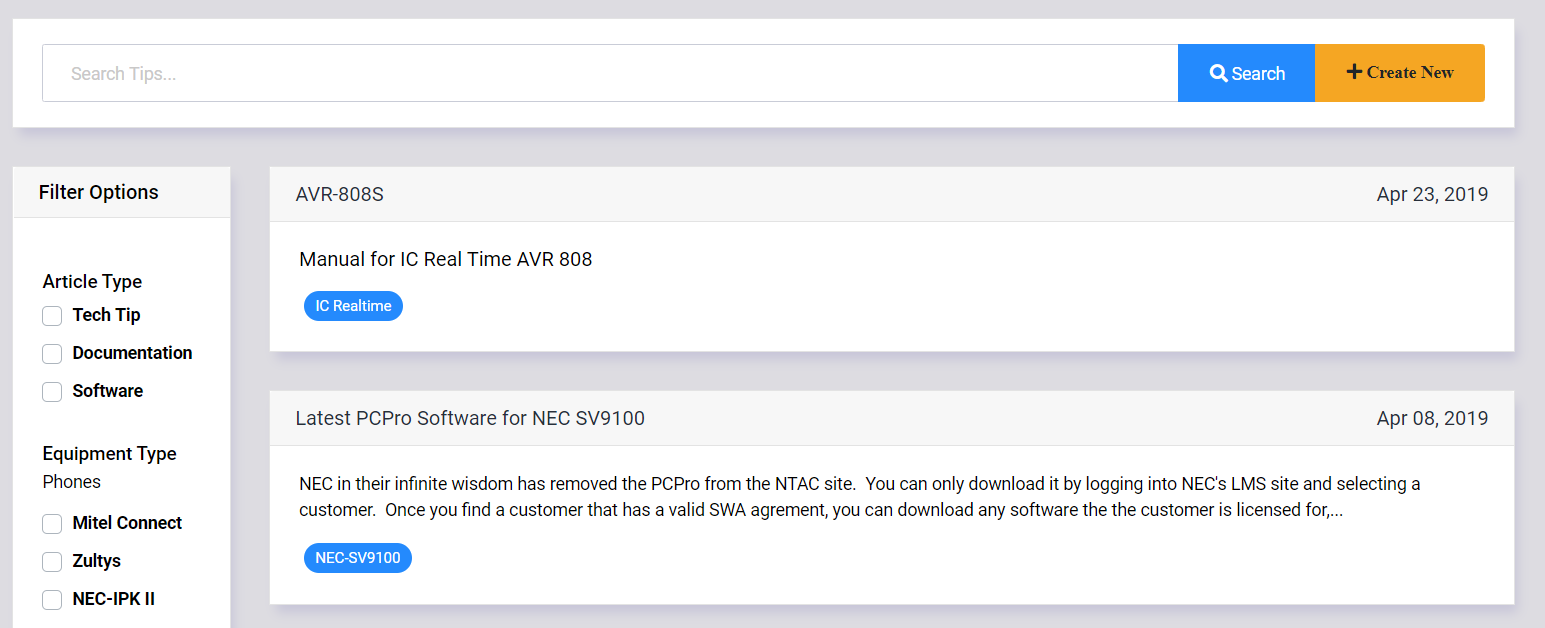 Search Tips...
Search
Create New
Filter Options
Article Type
Tech Tip
Documentation
Software
Equipment Type
Phones
Mitel Connect
Zultys
NEC-IPK II
AVR-808S
Apr 23, 2019
Manual for IC Real Time AVR 808
IC Realtime
Latest PCPro Software for NEC SV9100
Apr 08, 2019
NEC in their infinite wisdom has removed the PCPro from the NTAC site.  You can only download it by logging into NEC's LMS site and selecting a
customer.  Once you find a customer that has a valid SWA agrement, you can download any software the the customer is licensed for,...
NEC-SV9100